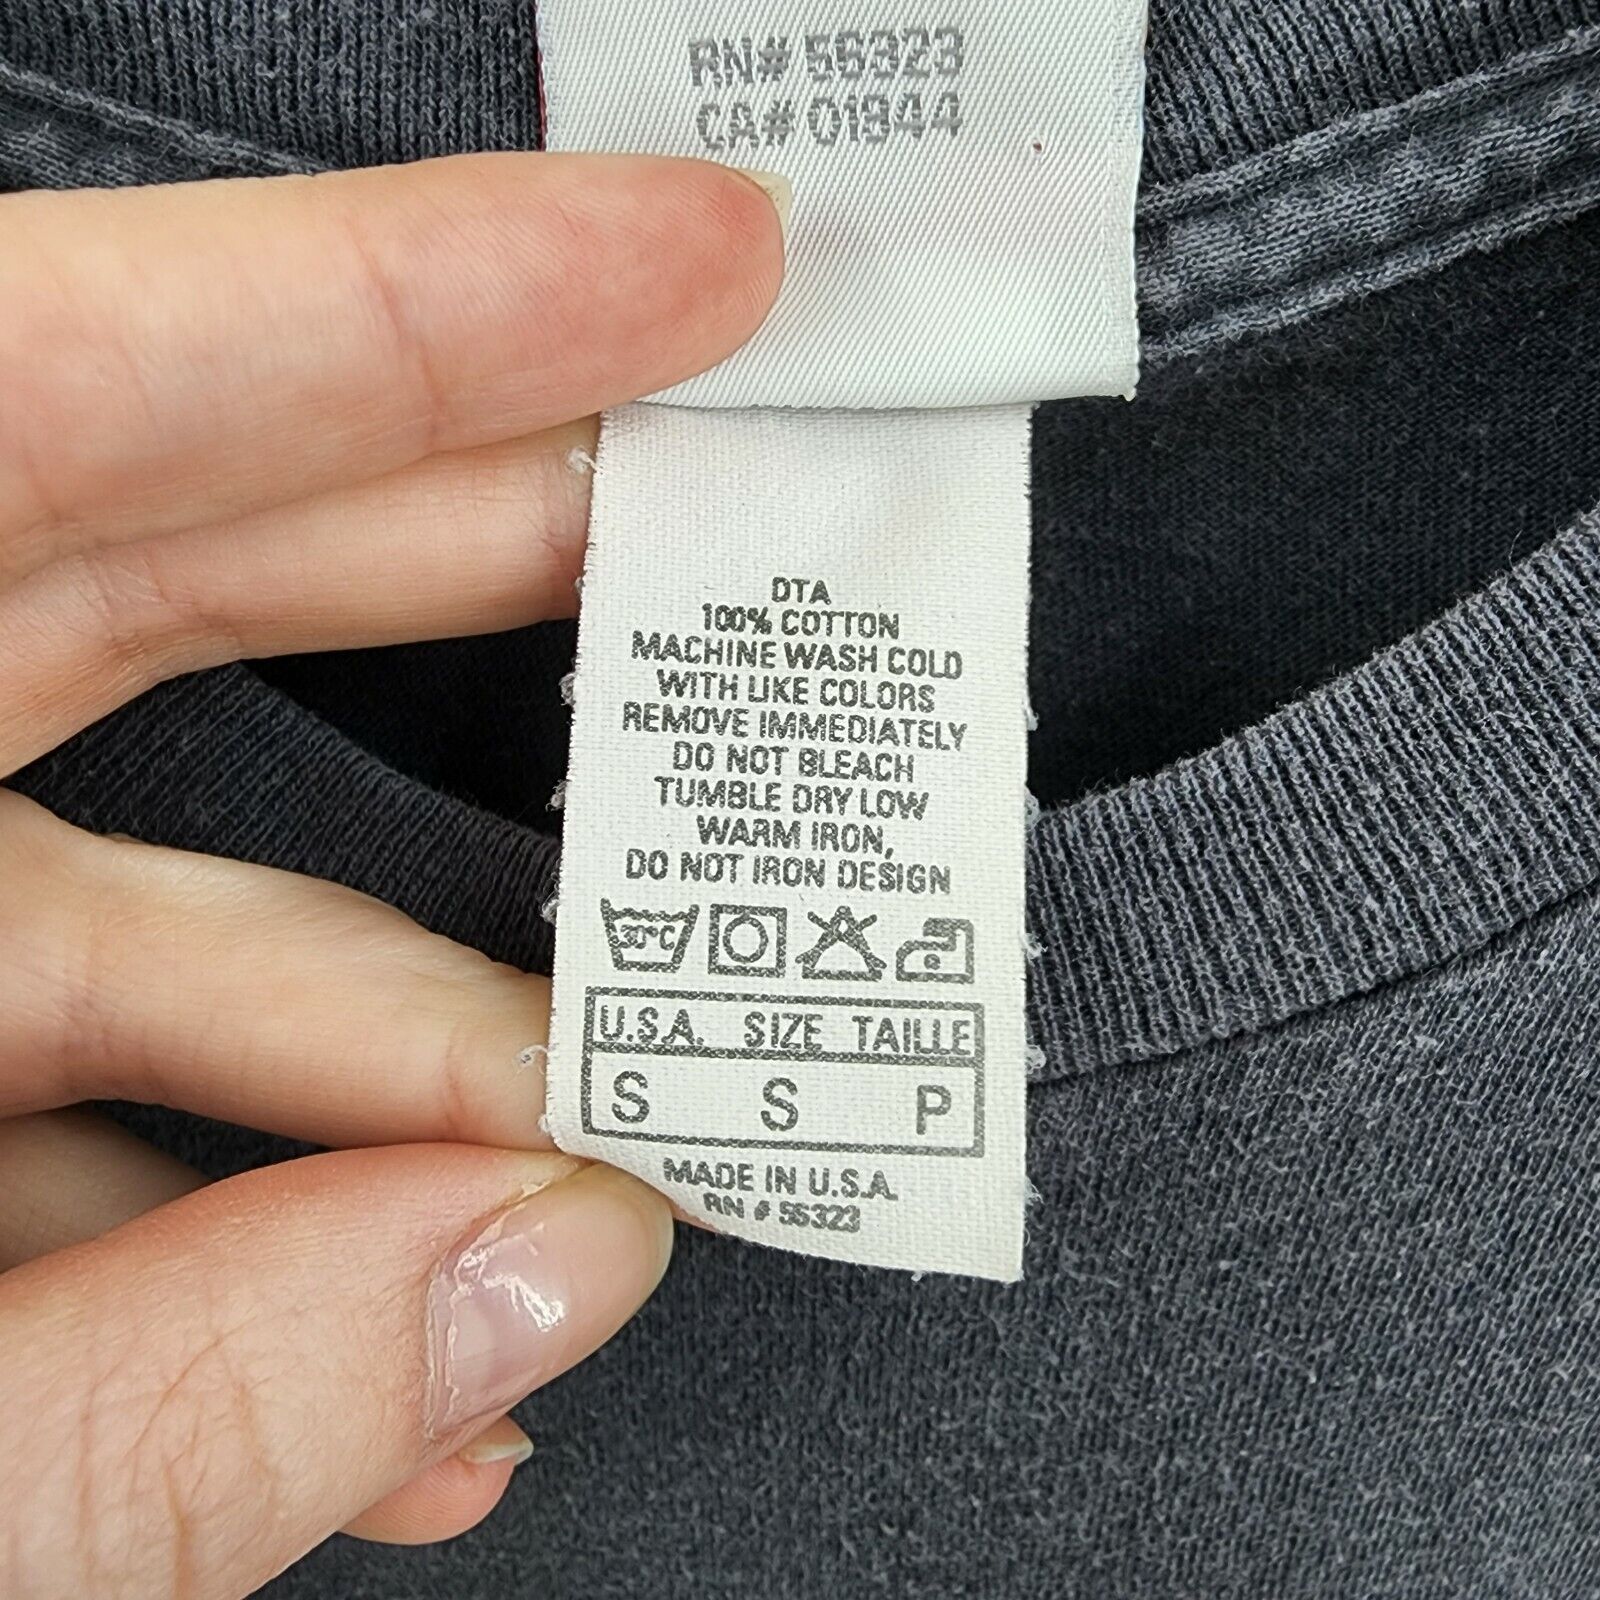 RN# 56323
CA# 01844
DTA
100% COTTON
MACHINE WASH COLD
WITH LIKE COLORS
REMOVE IMMEDIATELY
DO NOT BLEACH
TUMBLE DRY LOW
WARM IRON,
DO NOT IRON DESIGN
30°C
U.S.A. SIZE TAILLE
S S P
MADE IN U.S.A.
RN # 56323